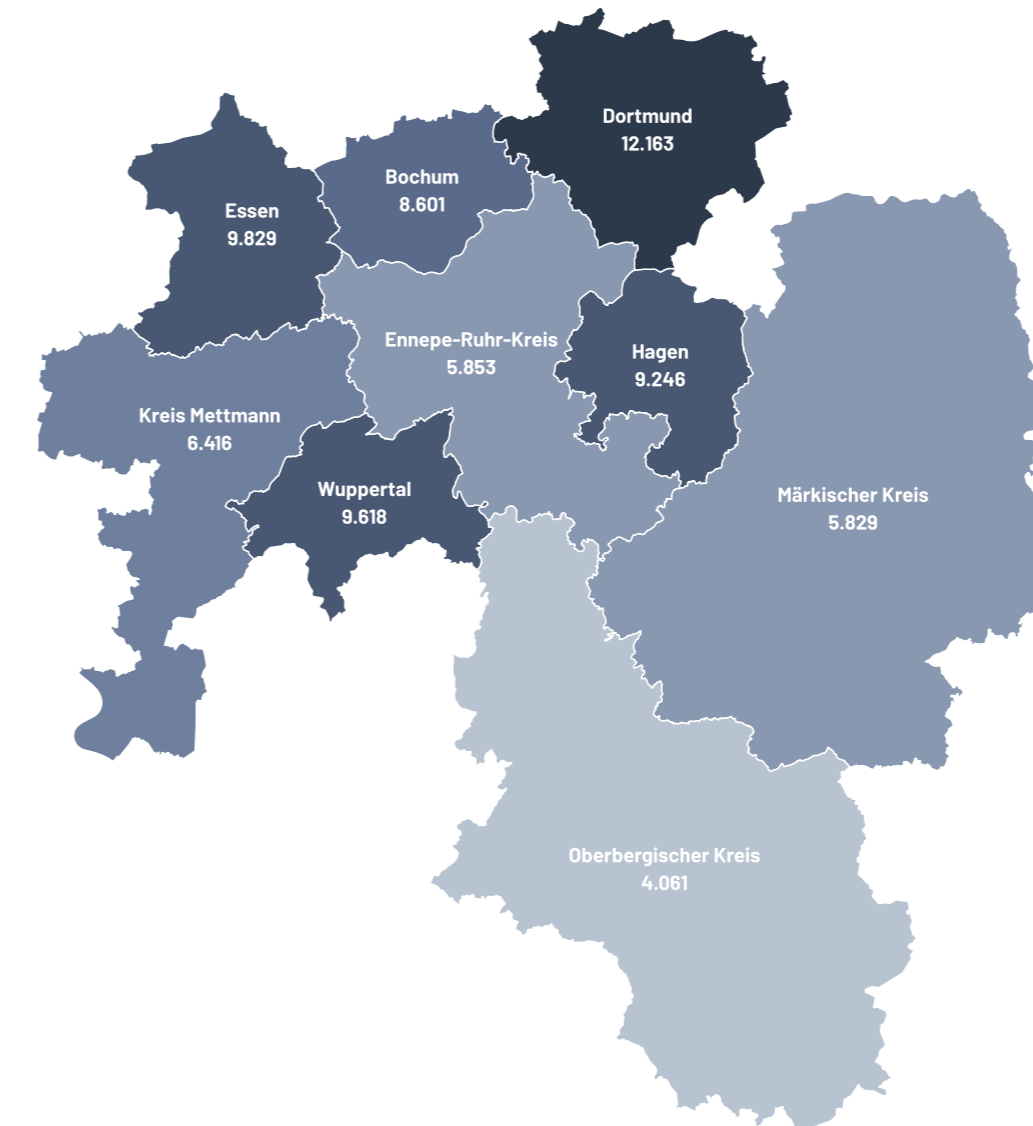 Dortmund
12.163
Bochum
8.601
Essen
9.829
Ennepe-Ruhr-Kreis
5.853
Hagen
9.246
Kreis Mettmann
6.416
Wuppertal
9.618
Märkischer Kreis
5.829
Oberbergischer Kreis
4.061